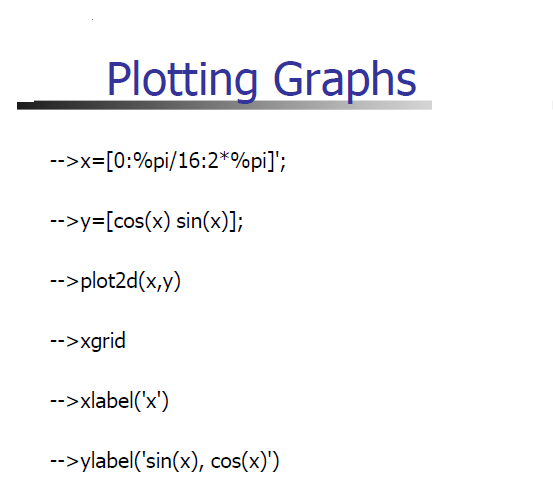 Plotting Graphs
-->x=[0:%pi/16:2*%pi]';
-->y=[cos(x) sin(x)];
-->plot2d(x,y)
-->xgrid
-->xlabel('x')
-->ylabel('sin(x), cos(x)')